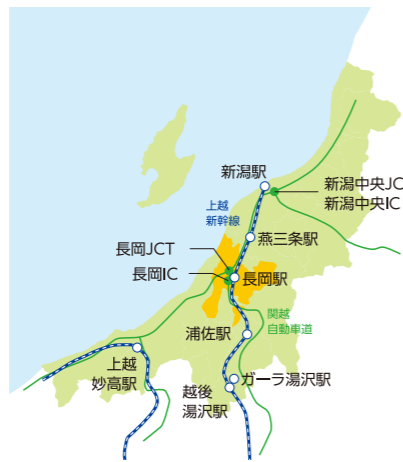 新潟駅
新潟中央JC
新潟中央IC
上越
新幹線
燕三条駅
長岡JCT
長岡IC
長岡駅
関越
自動車道
浦佐駅
上越
妙高駅
ガーラ湯沢駅
越後
湯沢駅